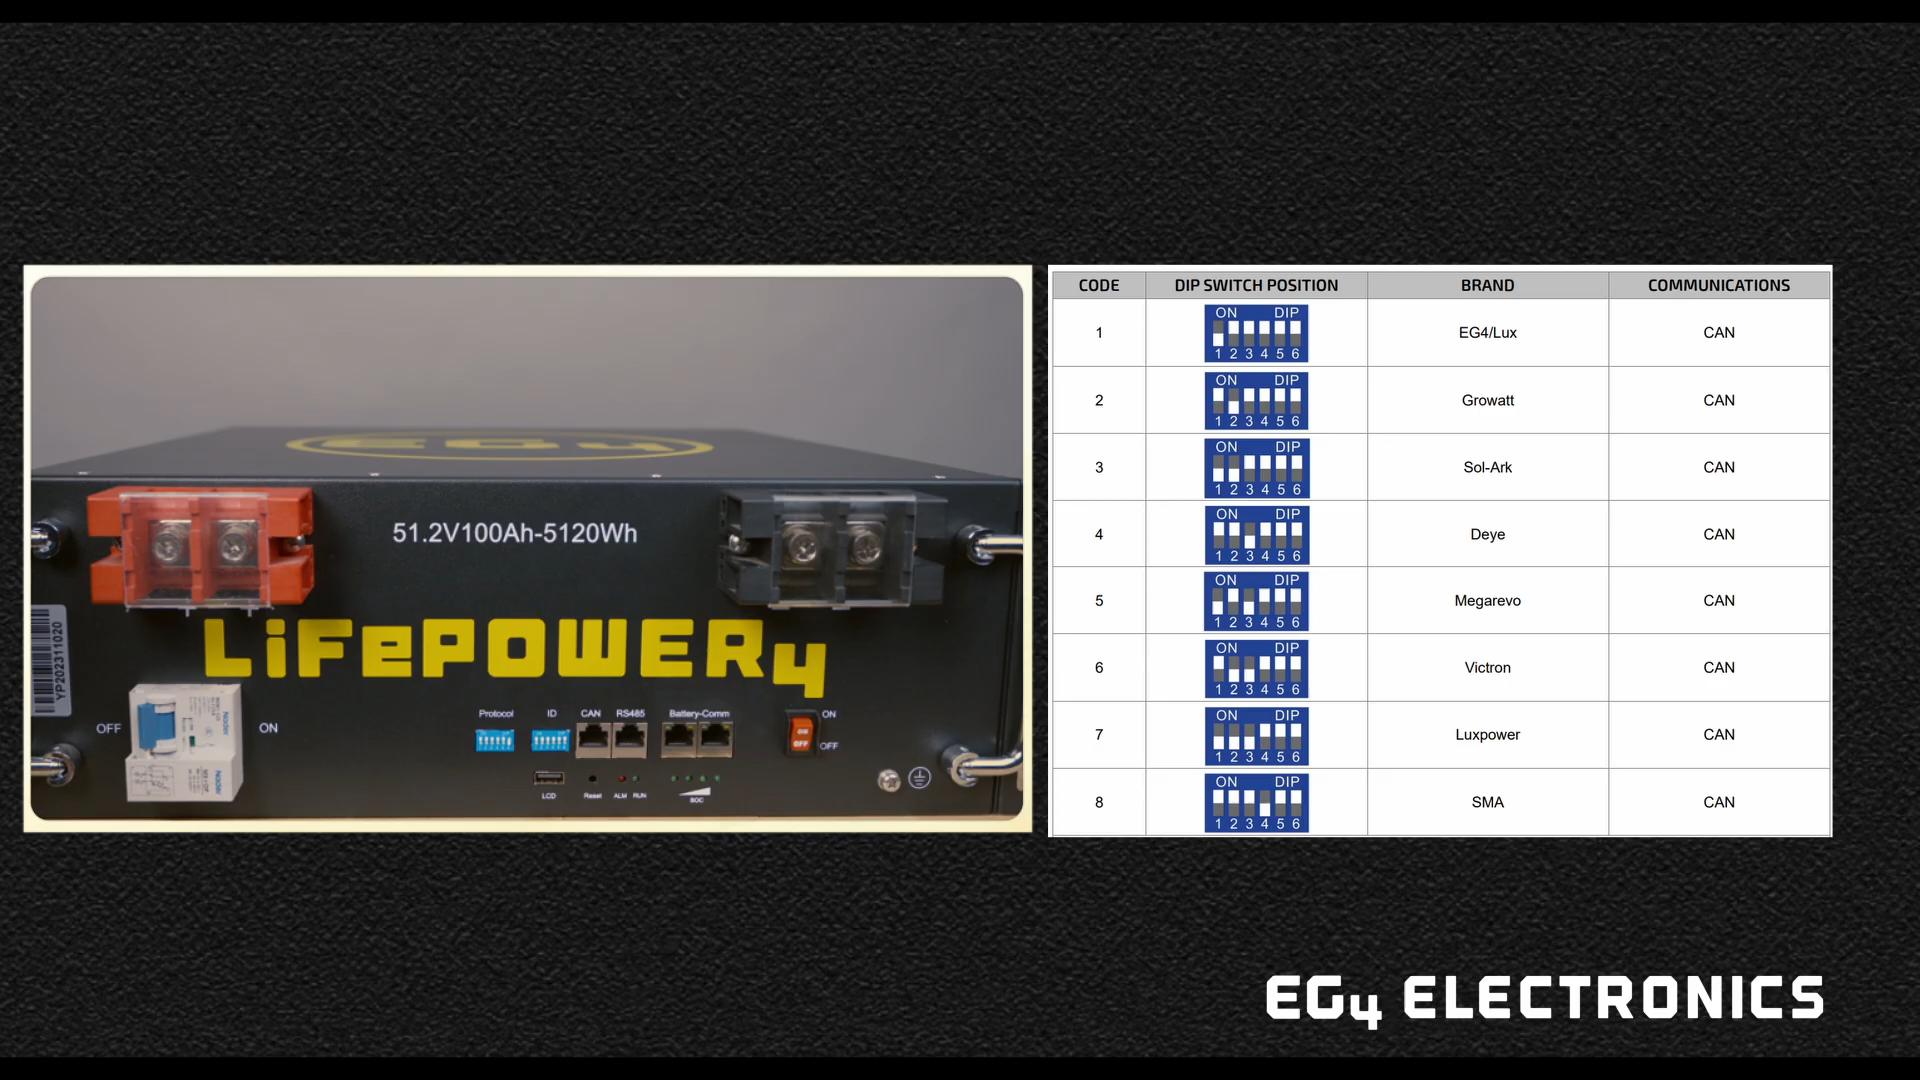 EG4
51.2V100Ah-5120Wh
LiFePOWER4
YP202311020
OFF
ON
Protocol
ID
CAN
RS485
Battery-Comm
ON
OFF
ON
OFF
Noder
Noder
LCD
Reset
ALM
RUN
SOC
CODE DIP SWITCH POSITION BRAND COMMUNICATIONS
ON DIP
1 EG4/Lux CAN
1 2 3 4 5 6
ON DIP
2 Growatt CAN
1 2 3 4 5 6
ON DIP
3 Sol-Ark CAN
1 2 3 4 5 6
ON DIP
4 Deye CAN
1 2 3 4 5 6
ON DIP
5 Megarevo CAN
1 2 3 4 5 6
ON DIP
6 Victron CAN
1 2 3 4 5 6
ON DIP
7 Luxpower CAN
1 2 3 4 5 6
ON DIP
8 SMA CAN
1 2 3 4 5 6
EG4 ELECTRONICS